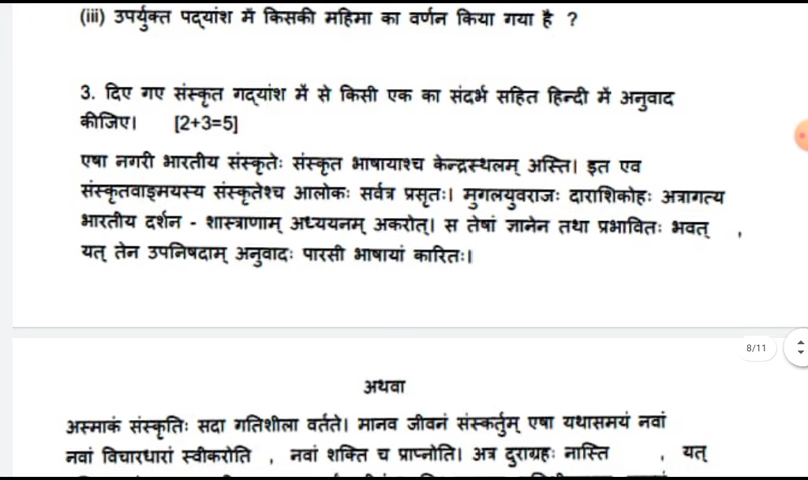 (iii) उपर्युक्त पद्यांश में किसकी महिमा का वर्णन किया गया है ?
3. दिए गए संस्कृत गद्यांश में से किसी एक का संदर्भ सहित हिन्दी में अनुवाद
कीजिए। [2+3=5]
एषा नगरी भारतीय संस्कृतेः संस्कृत भाषायाश्च केन्द्रस्थलम् अस्ति। इत एव
संस्कृतवाङ्मयस्य संस्कृतेश्च आलोकः सर्वत्र प्रसृतः। मुगलयुवराजः दाराशिकोहः अत्रागत्य
भारतीय दर्शन - शास्त्राणाम् अध्ययनम् अकरोत्। स तेषां ज्ञानेन तथा प्रभावितः भवत् ,
यत् तेन उपनिषदाम् अनुवादः पारसी भाषायां कारितः।
8/11
अथवा
अस्माकं संस्कृतिः सदा गतिशीला वर्तते। मानव जीवनं संस्कर्तुम् एषा यथासमयं नवां
नवां विचारधारां स्वीकरोति , नवां शक्ति च प्राप्नोति। अत्र दुराग्रहः नास्ति , यत्